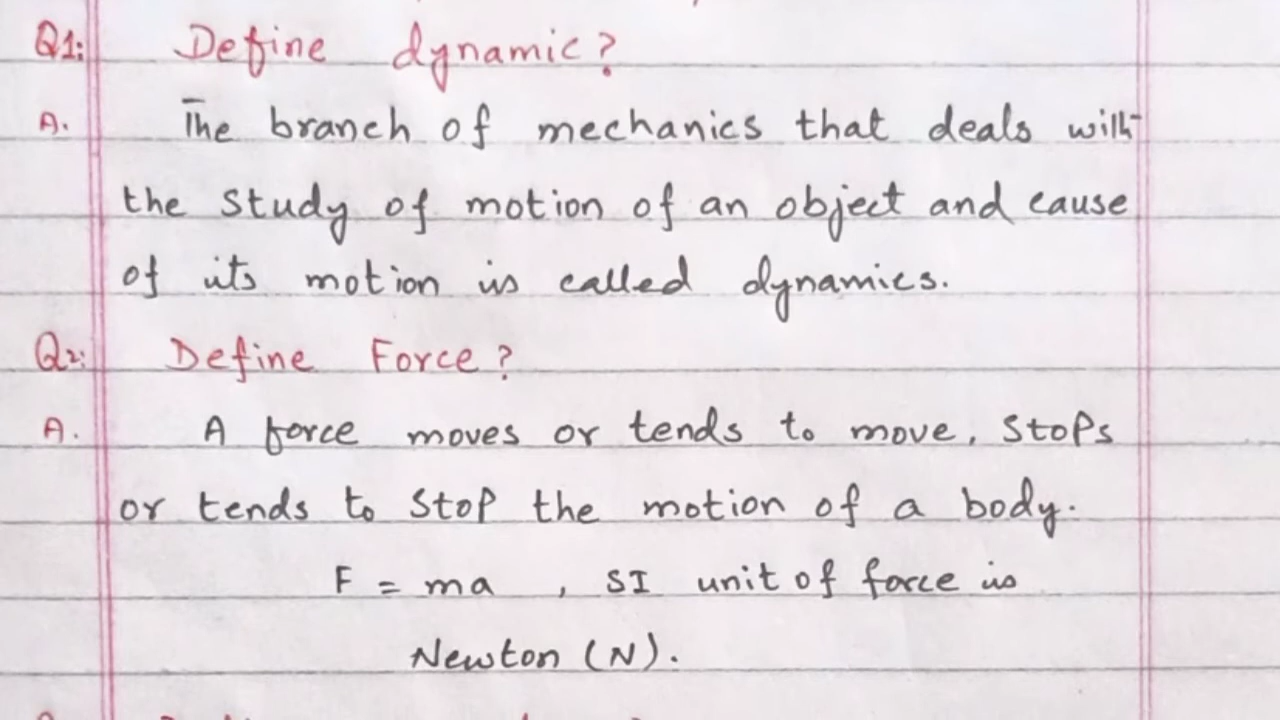 Q1: Define dynamic?
A. The branch of mechanics that deals with
the study of motion of an object and cause
of its motion is called dynamics.
Q2: Define Force?
A. A force moves or tends to move, stops
or tends to stop the motion of a body.
F = ma , SI unit of force is
Newton (N).